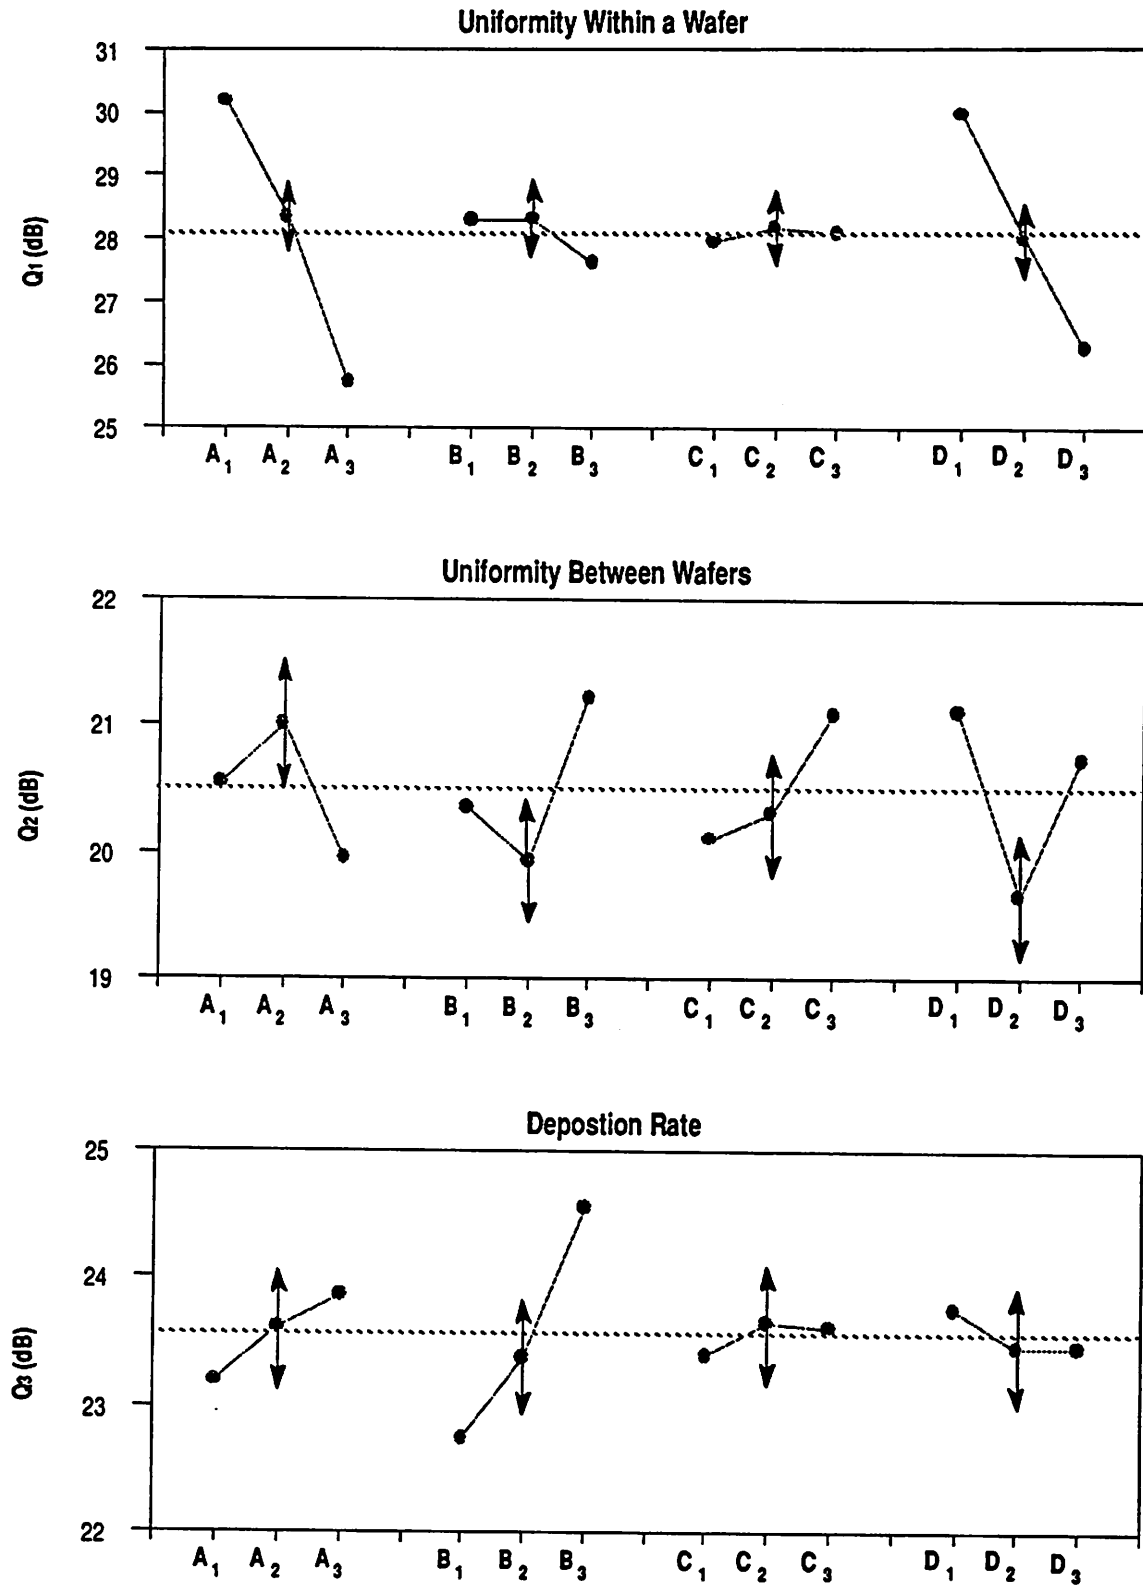 Uniformity Within a Wafer
31
30
29
28
27
26
25
Q1 (dB)
A1 A2 A3 B1 B2 B3 C1 C2 C3 D1 D2 D3
Uniformity Between Wafers
22
21
20
19
Q2 (dB)
A1 A2 A3 B1 B2 B3 C1 C2 C3 D1 D2 D3
Depostion Rate
25
24
23
22
Q3 (dB)
A1 A2 A3 B1 B2 B3 C1 C2 C3 D1 D2 D3